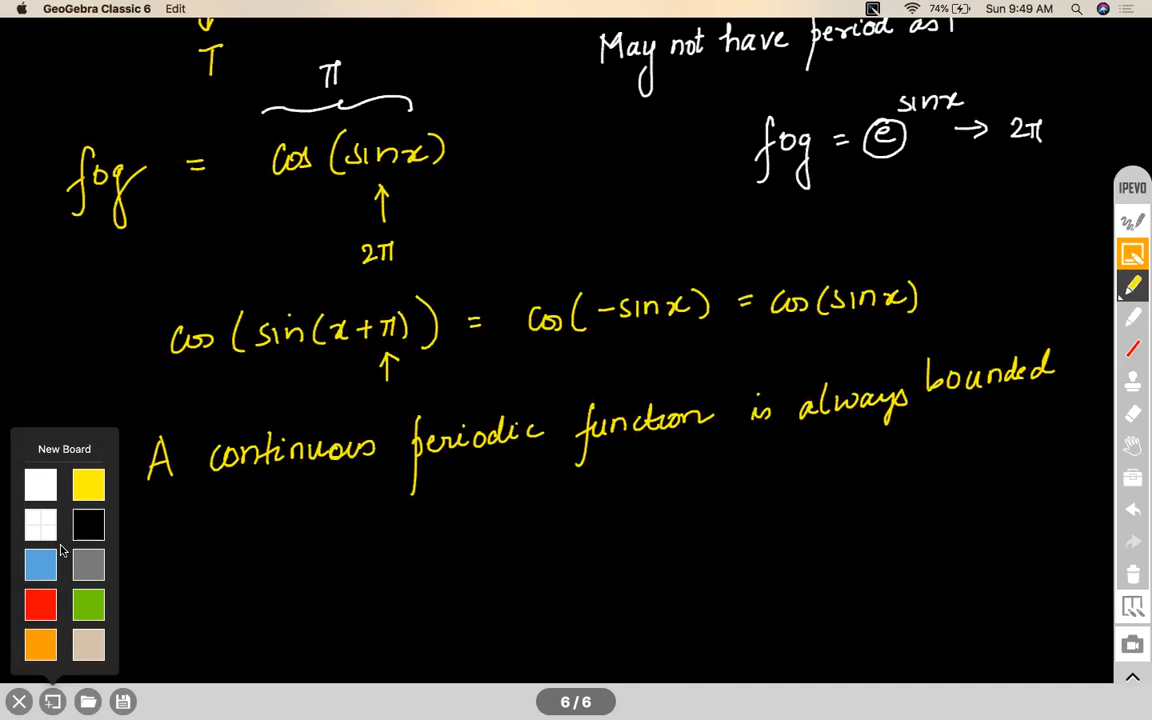 GeoGebra Classic 6 Edit
74% Sun 9:49 AM
May not have period as
T
π
fog = cos(sinx)
2π
fog = e^sinx → 2π
cos(sin(x+π)) = cos(-sinx) = cos(sinx)
A continuous periodic function is always bounded
IPEVO
New Board
6/6